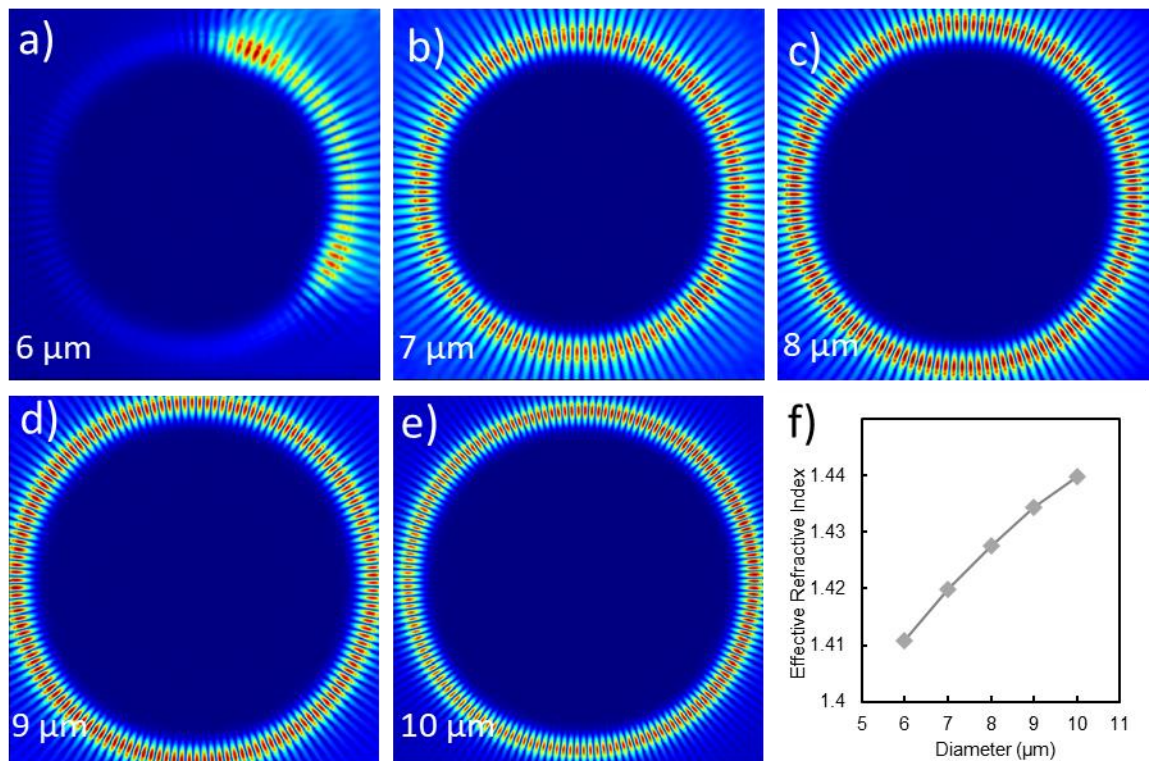 a)
6 µm
b)
7 µm
c)
8 µm
d)
9 µm
e)
10 µm
f)
Effective Refractive Index
1.44
1.43
1.42
1.41
1.4
5 6 7 8 9 10 11
Diameter (µm)